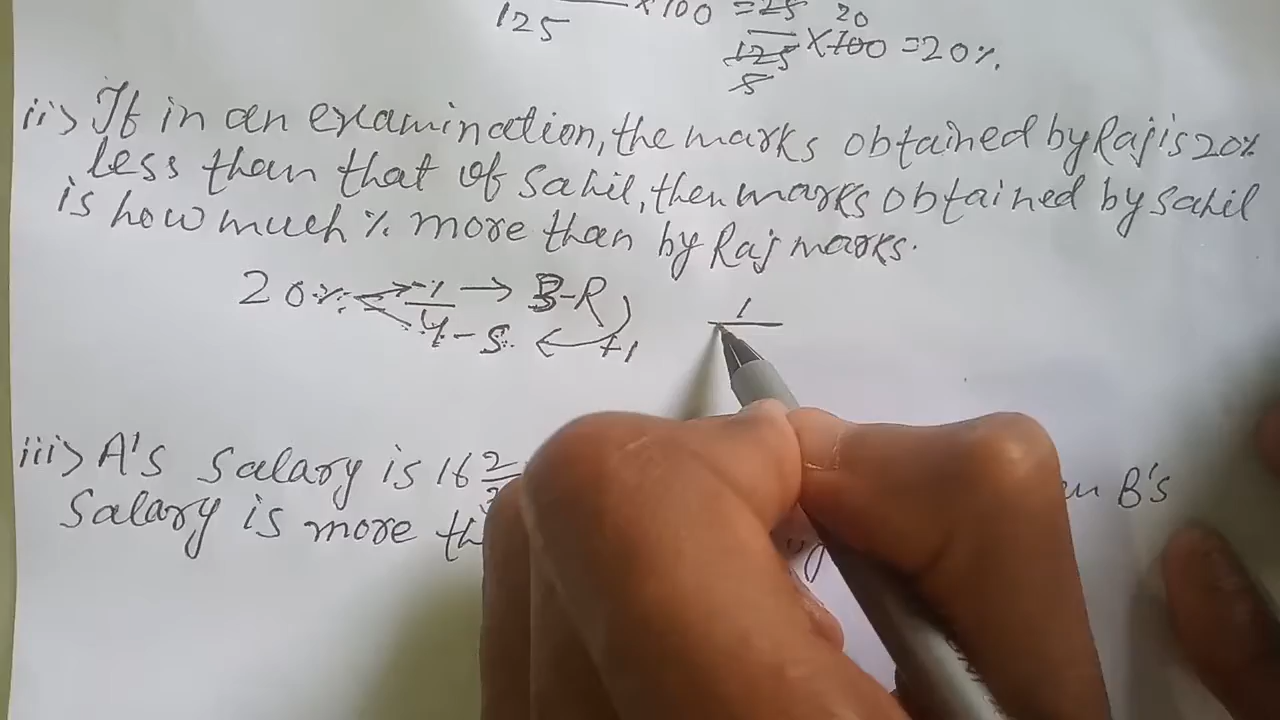 125 ×100 = 25 20
125 ×100 =20%.
5
ii> If in an examination, the marks obtained by Raj is 20%
less than that of Sahil, then marks obtained by Sahil
is how much % more than by Raj marks.
20% -1 → B-R 1
4-S. +1
iii> A's salary is 16 2/3 B's
Salary is more th